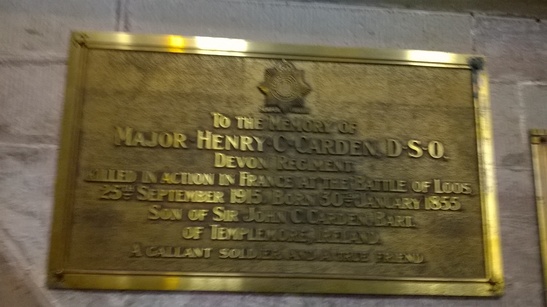 TO THE MEMORY OF
MAJOR·HENRY·C·CARDEN, D·S·O.
DEVON REGIMENT.
KILLED IN ACTION IN FRANCE AT THE BATTLE OF LOOS.
25TH SEPTEMBER 1915. BORN 30TH JANUARY 1855.
SON OF SIR JOHN C. CARDEN, BART.
OF TEMPLEMORE, IRELAND.
A GALLANT SOLDIER AND A TRUE FRIEND.